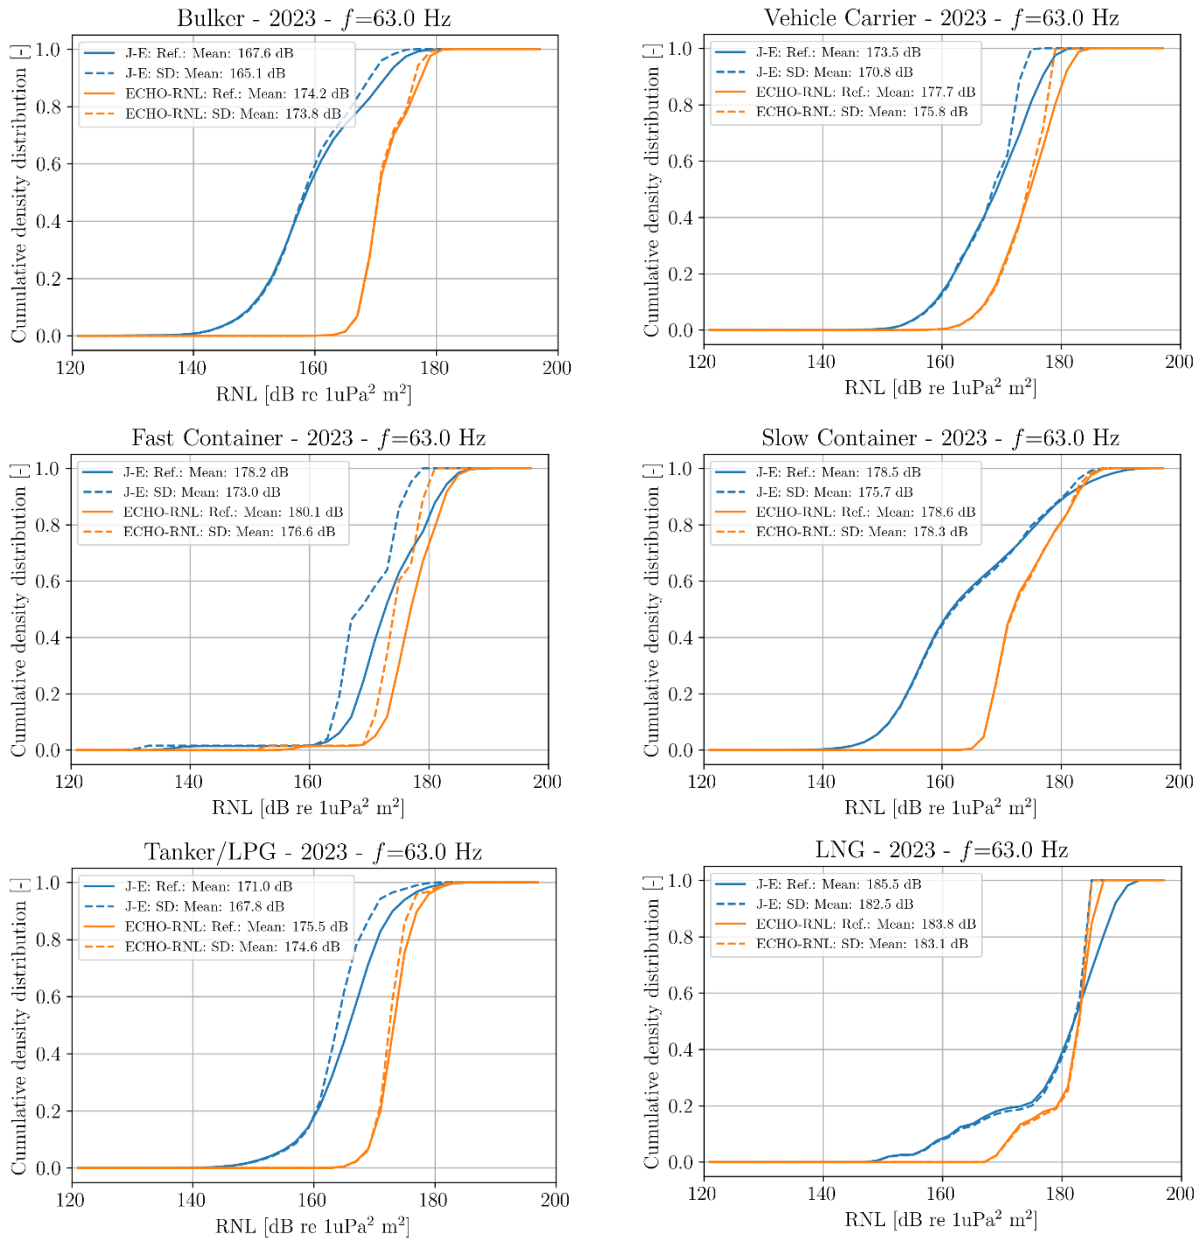 Bulker - 2023 - f=63.0 Hz
J-E: Ref.: Mean: 167.6 dB
J-E: SD: Mean: 165.1 dB
ECHO-RNL: Ref.: Mean: 174.2 dB
ECHO-RNL: SD: Mean: 173.8 dB
Cumulative density distribution [-]
1.0
0.8
0.6
0.4
0.2
0.0
120 140 160 180 200
RNL [dB re 1uPa² m²]
Vehicle Carrier - 2023 - f=63.0 Hz
J-E: Ref.: Mean: 173.5 dB
J-E: SD: Mean: 170.8 dB
ECHO-RNL: Ref.: Mean: 177.7 dB
ECHO-RNL: SD: Mean: 175.8 dB
Cumulative density distribution [-]
1.0
0.8
0.6
0.4
0.2
0.0
120 140 160 180 200
RNL [dB re 1uPa² m²]
Fast Container - 2023 - f=63.0 Hz
J-E: Ref.: Mean: 178.2 dB
J-E: SD: Mean: 173.0 dB
ECHO-RNL: Ref.: Mean: 180.1 dB
ECHO-RNL: SD: Mean: 176.6 dB
Cumulative density distribution [-]
1.0
0.8
0.6
0.4
0.2
0.0
120 140 160 180 200
RNL [dB re 1uPa² m²]
Slow Container - 2023 - f=63.0 Hz
J-E: Ref.: Mean: 178.5 dB
J-E: SD: Mean: 175.7 dB
ECHO-RNL: Ref.: Mean: 178.6 dB
ECHO-RNL: SD: Mean: 178.3 dB
Cumulative density distribution [-]
1.0
0.8
0.6
0.4
0.2
0.0
120 140 160 180 200
RNL [dB re 1uPa² m²]
Tanker/LPG - 2023 - f=63.0 Hz
J-E: Ref.: Mean: 171.0 dB
J-E: SD: Mean: 167.8 dB
ECHO-RNL: Ref.: Mean: 175.5 dB
ECHO-RNL: SD: Mean: 174.6 dB
Cumulative density distribution [-]
1.0
0.8
0.6
0.4
0.2
0.0
120 140 160 180 200
RNL [dB re 1uPa² m²]
LNG - 2023 - f=63.0 Hz
J-E: Ref.: Mean: 185.5 dB
J-E: SD: Mean: 182.5 dB
ECHO-RNL: Ref.: Mean: 183.8 dB
ECHO-RNL: SD: Mean: 183.1 dB
Cumulative density distribution [-]
1.0
0.8
0.6
0.4
0.2
0.0
120 140 160 180 200
RNL [dB re 1uPa² m²]